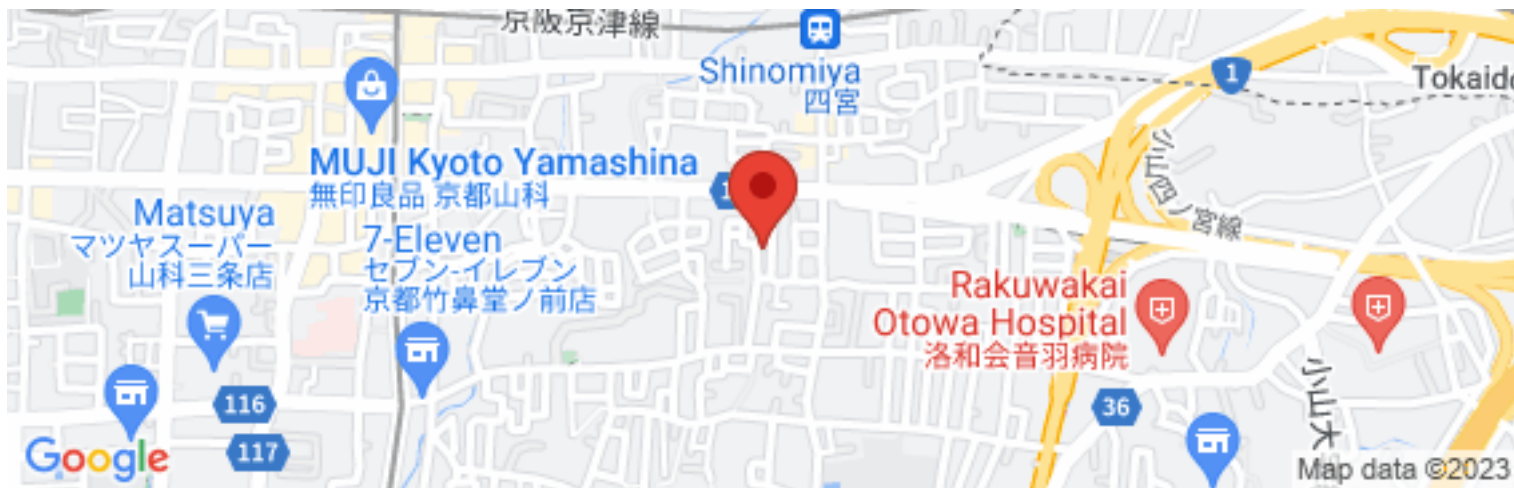 京阪京津線
Shinomiya
四宮
1
Tokaido
MUJI Kyoto Yamashina
無印良品 京都山科
1
Matsuya
マツヤスーパー
山科三条店
7-Eleven
セブン-イレブン
京都竹鼻堂ノ前店
Rakuwakai
Otowa Hospital
洛和会音羽病院
四ノ宮線
小山大
116
36
117
Google
Map data ©2023